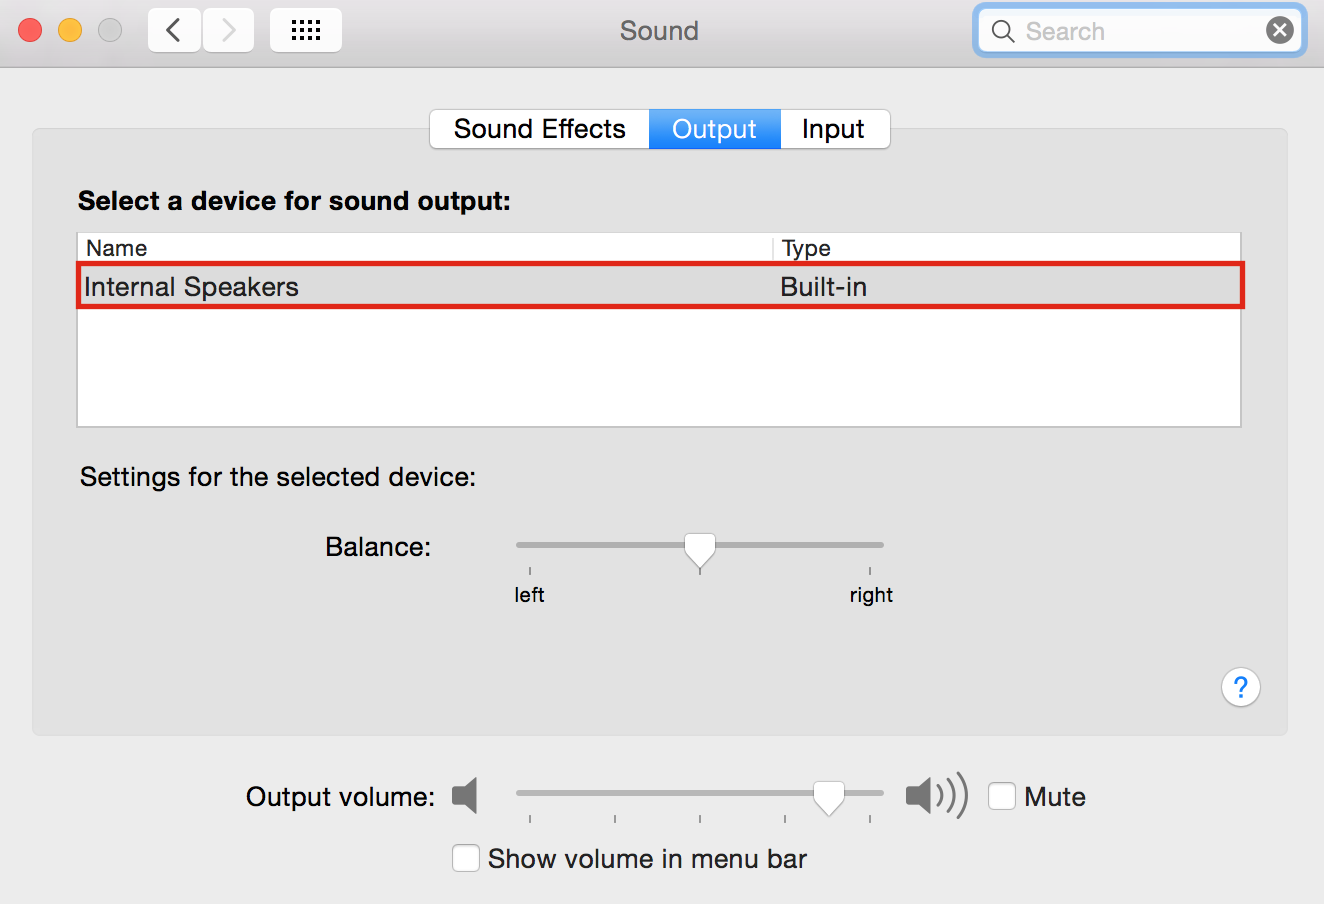 Sound
Search
Sound Effects Output Input
Select a device for sound output:
Name Type
Internal Speakers Built-in
Settings for the selected device:
Balance:
left right
?
Output volume: Mute
Show volume in menu bar